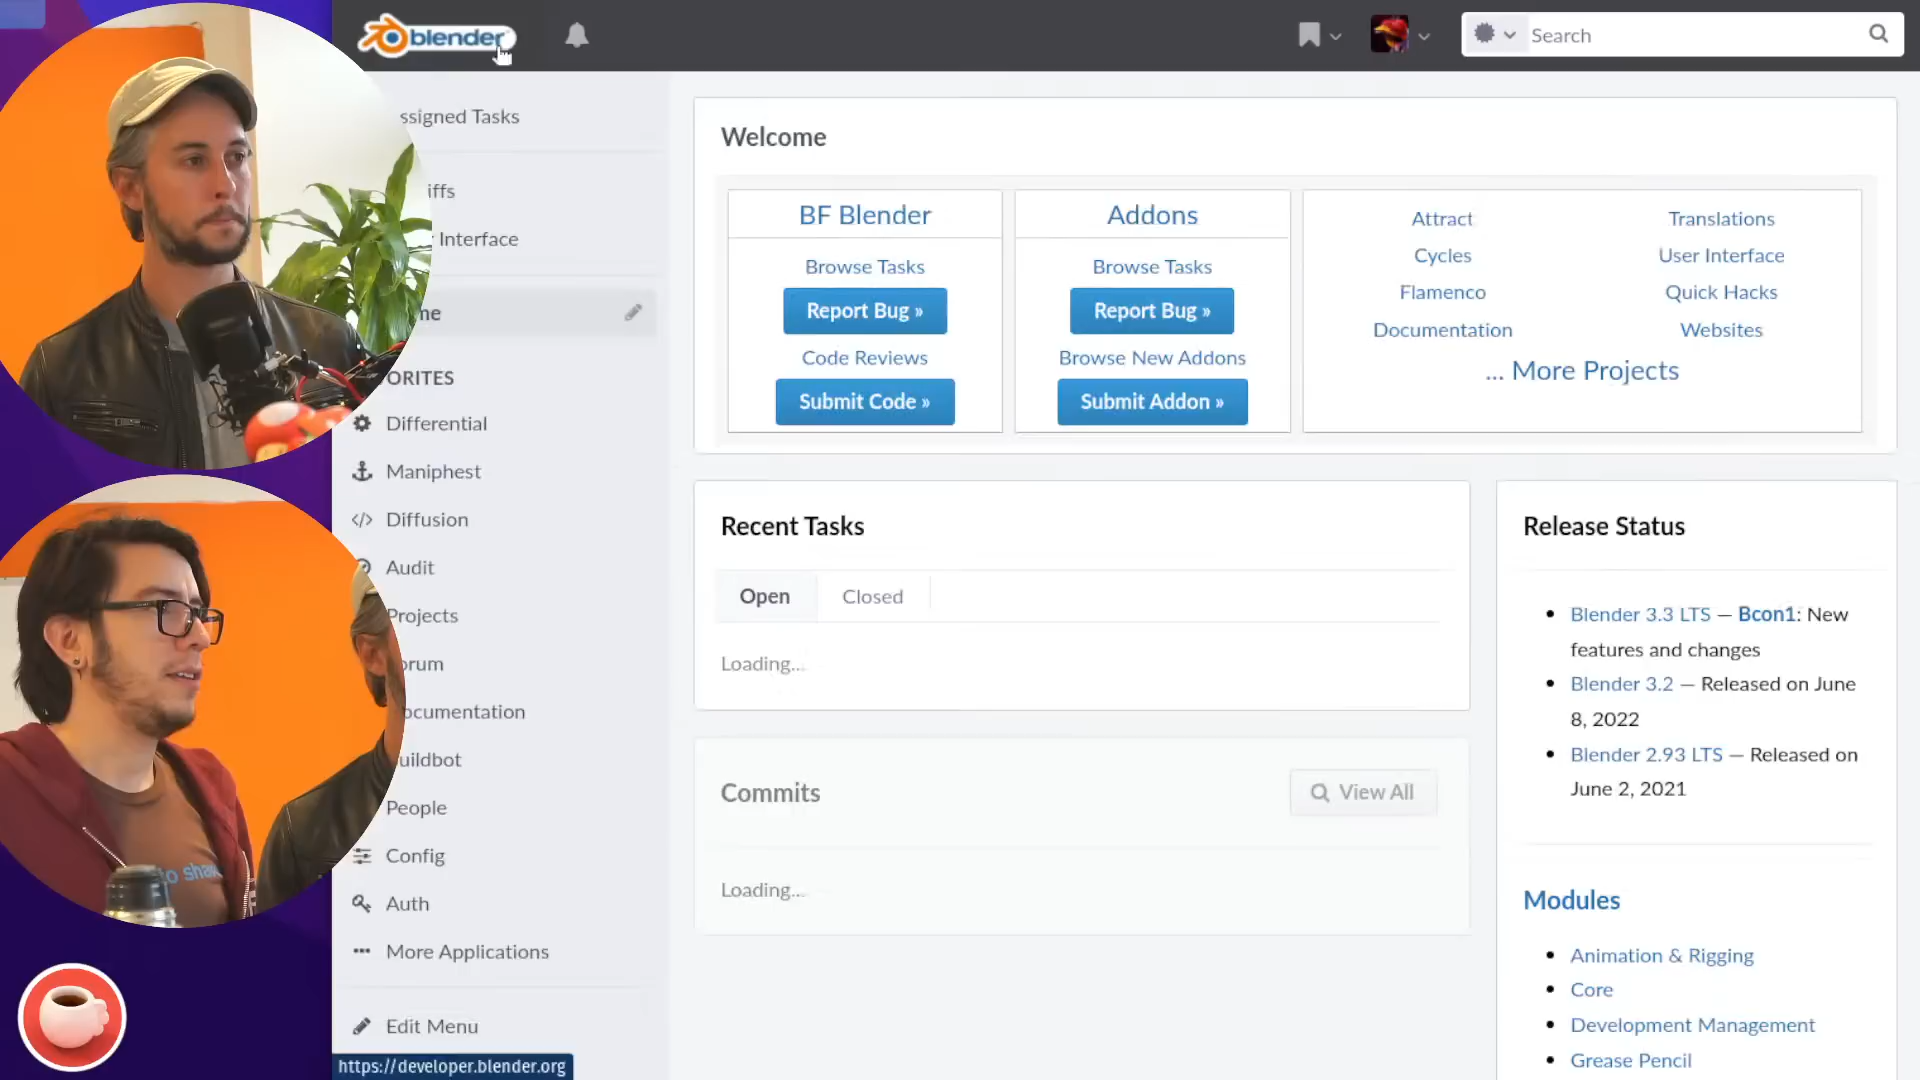 blender
Search
ssigned Tasks
iffs
Interface
me
ORITES
Differential
Maniphest
Diffusion
Audit
Projects
orum
ocumentation
uildbot
People
Config
Auth
More Applications
Edit Menu
https://developer.blender.org
Welcome
BF Blender
Browse Tasks
Report Bug »
Code Reviews
Submit Code »
Addons
Browse Tasks
Report Bug »
Browse New Addons
Submit Addon »
Attract
Translations
Cycles
User Interface
Flamenco
Quick Hacks
Documentation
Websites
... More Projects
Recent Tasks
Open
Closed
Loading...
Commits
View All
Loading...
Release Status
Blender 3.3 LTS — Bcon1: New
features and changes
Blender 3.2 — Released on June
8, 2022
Blender 2.93 LTS — Released on
June 2, 2021
Modules
Animation & Rigging
Core
Development Management
Grease Pencil